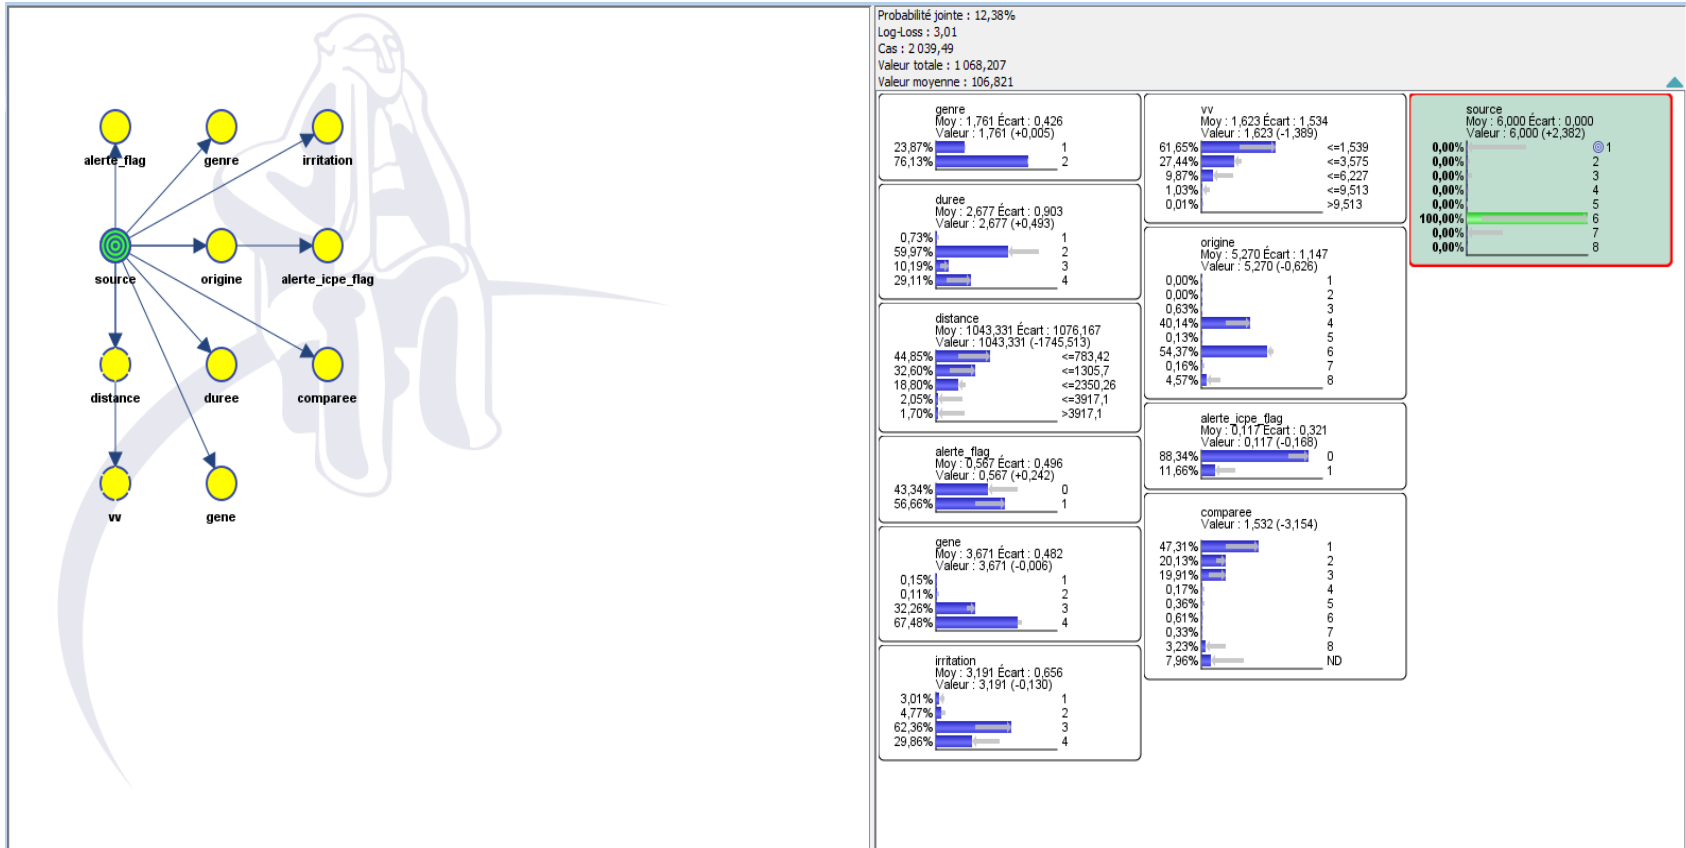 alerte_flag
genre
irritation
source
origine
alerte_icpe_flag
distance
duree
comparee
vv
gene
Probabilité jointe : 12,38%
Log-Loss : 3,01
Cas : 2 039,49
Valeur totale : 1 068,207
Valeur moyenne : 106,821
genre
Moy : 1,761 Écart : 0,426
Valeur : 1,761 (+0,005)
23,87% 1
76,13% 2
duree
Moy : 2,677 Écart : 0,903
Valeur : 2,677 (+0,493)
0,73% 1
59,97% 2
10,19% 3
29,11% 4
distance
Moy : 1043,331 Écart : 1076,167
Valeur : 1043,331 (-1745,513)
44,85% <=783,42
32,60% <=1305,7
18,80% <=2350,26
2,05% <=3917,1
1,70% >3917,1
alerte_flag
Moy : 0,567 Écart : 0,496
Valeur : 0,567 (+0,242)
43,34% 0
56,66% 1
gene
Moy : 3,671 Écart : 0,482
Valeur : 3,671 (-0,006)
0,15% 1
0,11% 2
32,26% 3
67,48% 4
irritation
Moy : 3,191 Écart : 0,656
Valeur : 3,191 (-0,130)
3,01% 1
4,77% 2
62,36% 3
29,86% 4
vv
Moy : 1,623 Écart : 1,534
Valeur : 1,623 (-1,389)
61,65% <=1,539
27,44% <=3,575
9,87% <=6,227
1,03% <=9,513
0,01% >9,513
origine
Moy : 5,270 Écart : 1,147
Valeur : 5,270 (-0,626)
0,00% 1
0,00% 2
0,63% 3
40,14% 4
0,13% 5
54,37% 6
0,16% 7
4,57% 8
alerte_icpe_flag
Moy : 0,117 Écart : 0,321
Valeur : 0,117 (-0,168)
88,34% 0
11,66% 1
comparee
Valeur : 1,532 (-3,154)
47,31% 1
20,13% 2
19,91% 3
0,17% 4
0,36% 5
0,61% 6
0,33% 7
3,23% 8
7,96% ND
source
Moy : 6,000 Écart : 0,000
Valeur : 6,000 (+2,382)
0,00% 1
0,00% 2
0,00% 3
0,00% 4
0,00% 5
100,00% 6
0,00% 7
0,00% 8